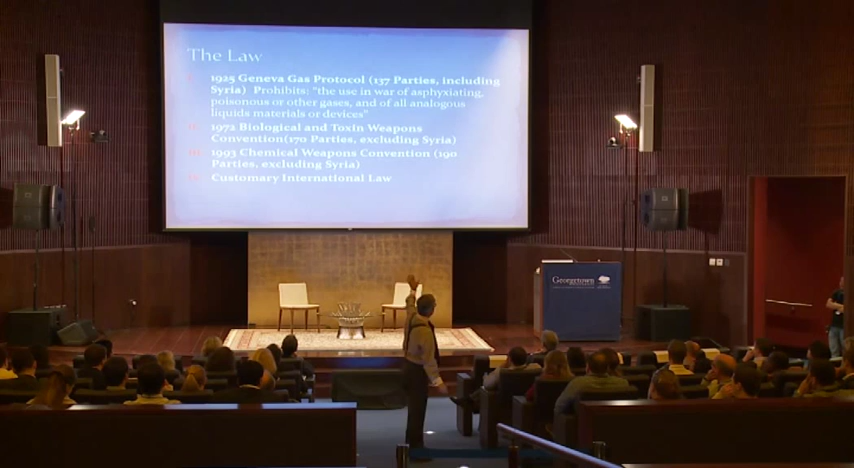 The Law
1925 Geneva Gas Protocol (137 Parties, including
Syria) Prohibits: "the use in war of asphyxiating,
poisonous or other gases, and of all analogous
liquids materials or devices"
1972 Biological and Toxin Weapons
Convention(170 Parties, excluding Syria)
1993 Chemical Weapons Convention (190
Parties, excluding Syria)
Customary International Law
Georgetown